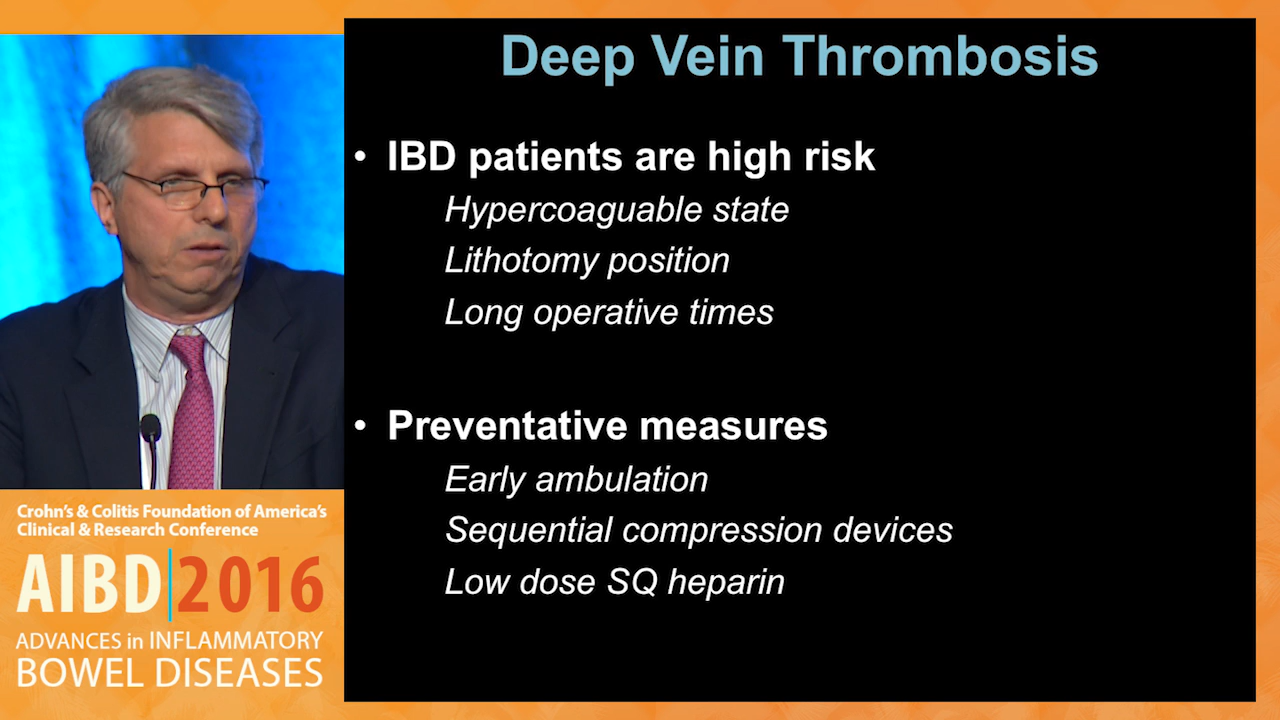 Deep Vein Thrombosis
• IBD patients are high risk
Hypercoaguable state
Lithotomy position
Long operative times
• Preventative measures
Early ambulation
Sequential compression devices
Low dose SQ heparin
Crohn's & Colitis Foundation of America's
Clinical & Research Conference
AIBD|2016
ADVANCES in INFLAMMATORY
BOWEL DISEASES